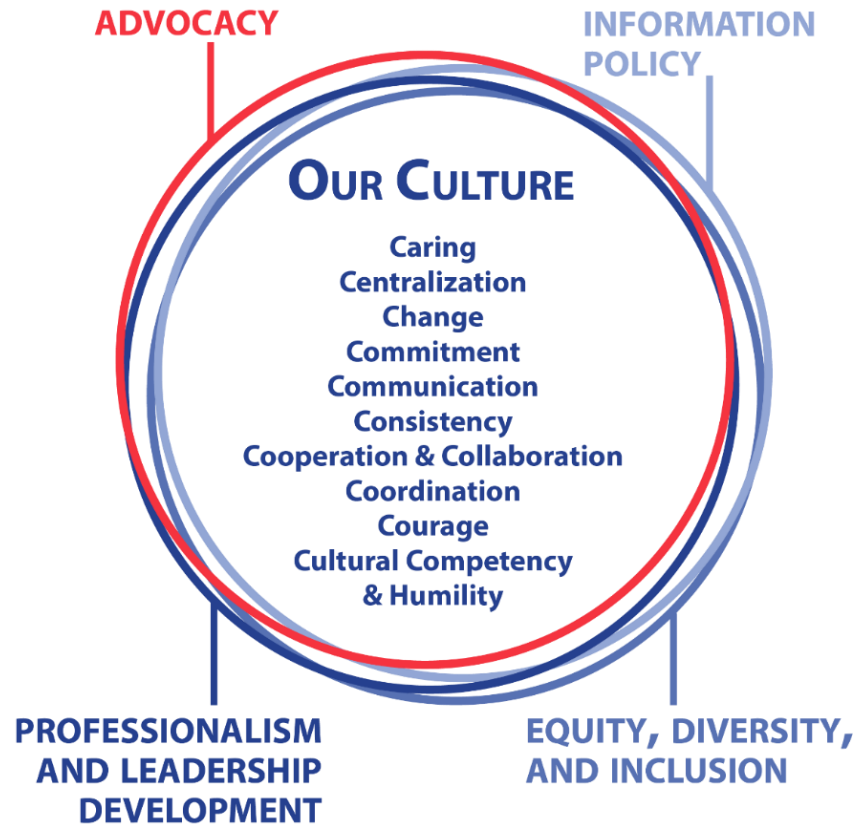 ADVOCACY
INFORMATION
POLICY
OUR CULTURE
Caring
Centralization
Change
Commitment
Communication
Consistency
Cooperation & Collaboration
Coordination
Courage
Cultural Competency
& Humility
PROFESSIONALISM
AND LEADERSHIP
DEVELOPMENT
EQUITY, DIVERSITY,
AND INCLUSION